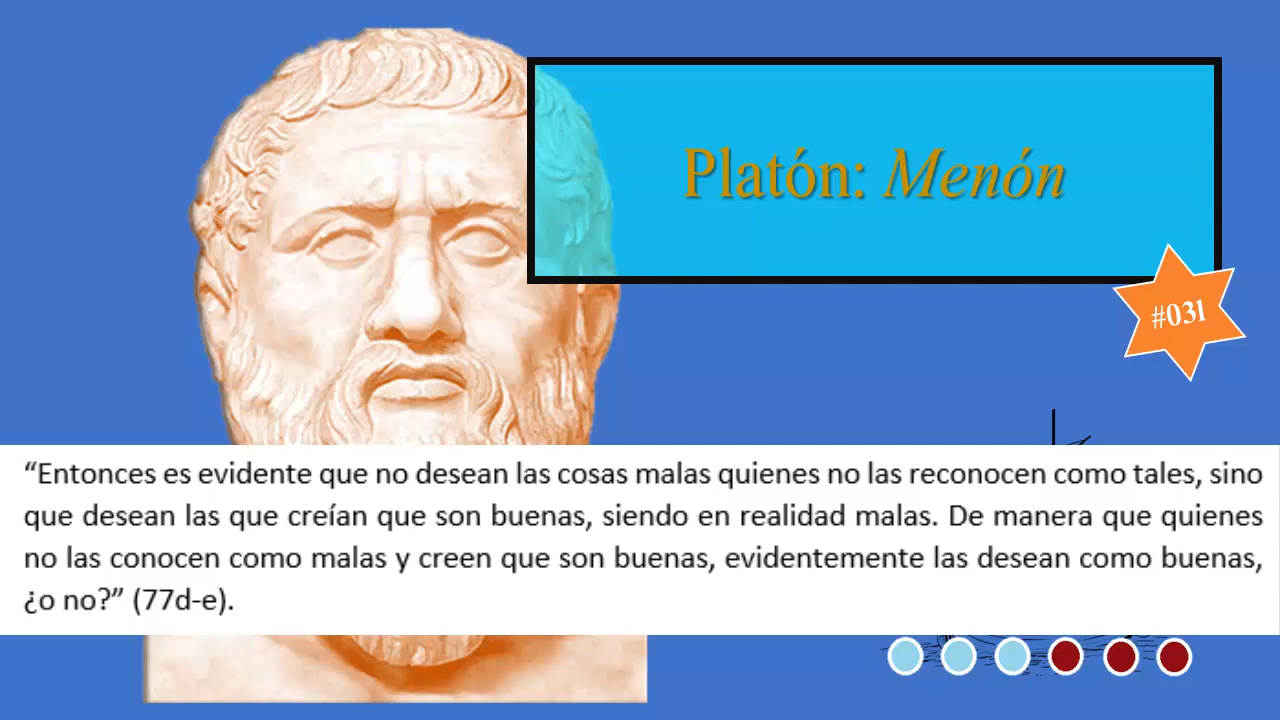 Platón: Menón
#031
“Entonces es evidente que no desean las cosas malas quienes no las reconocen como tales, sino
que desean las que creían que son buenas, siendo en realidad malas. De manera que quienes
no las conocen como malas y creen que son buenas, evidentemente las desean como buenas,
¿o no?” (77d-e).